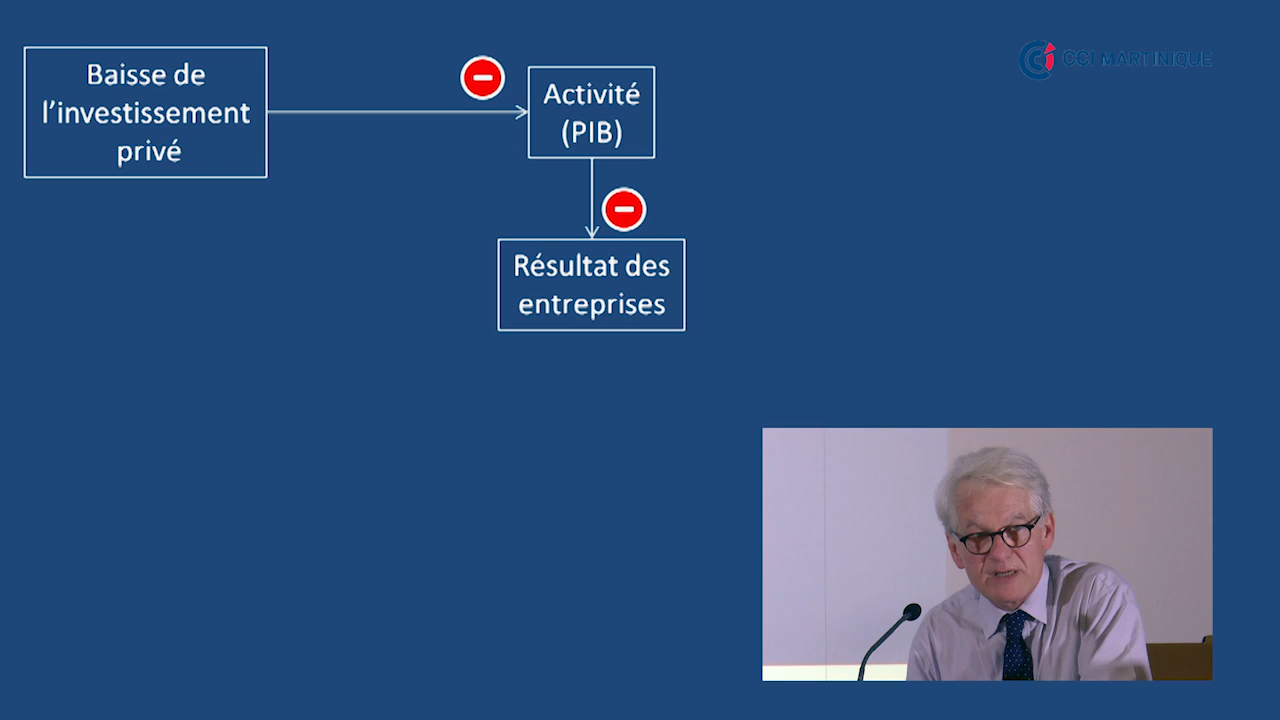 Baisse de
l'investissement
privé
Activité
(PIB)
Résultat des
entreprises
CCI MARTINIQUE